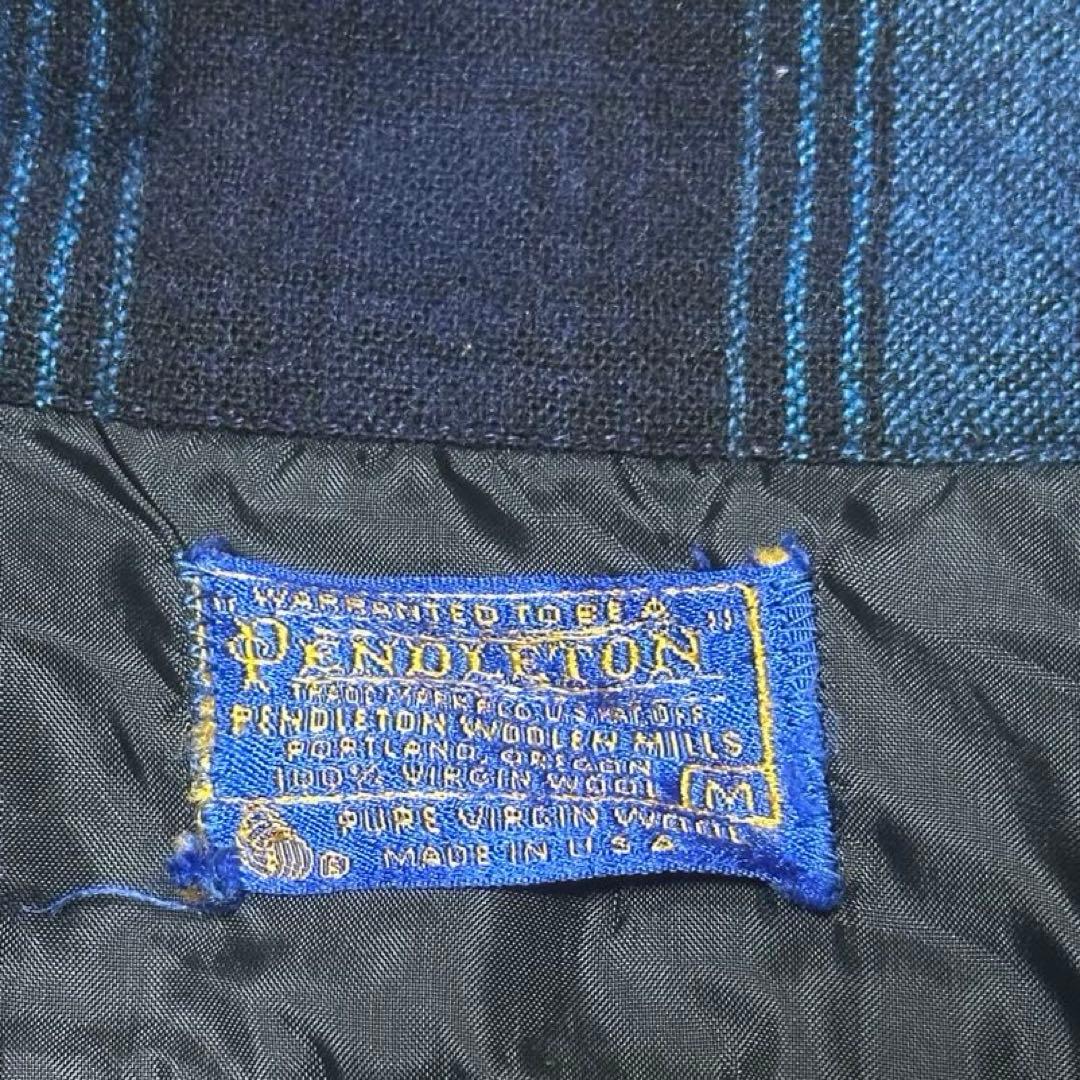 "WARRANTED TO BE A"
PENDLETON
TRADE MARK REG. U.S. PAT. OFF.
PENDLETON WOOLEN MILLS
PORTLAND, OREGON
100% VIRGIN WOOL
M
PURE VIRGIN WOOL
® MADE IN U S A